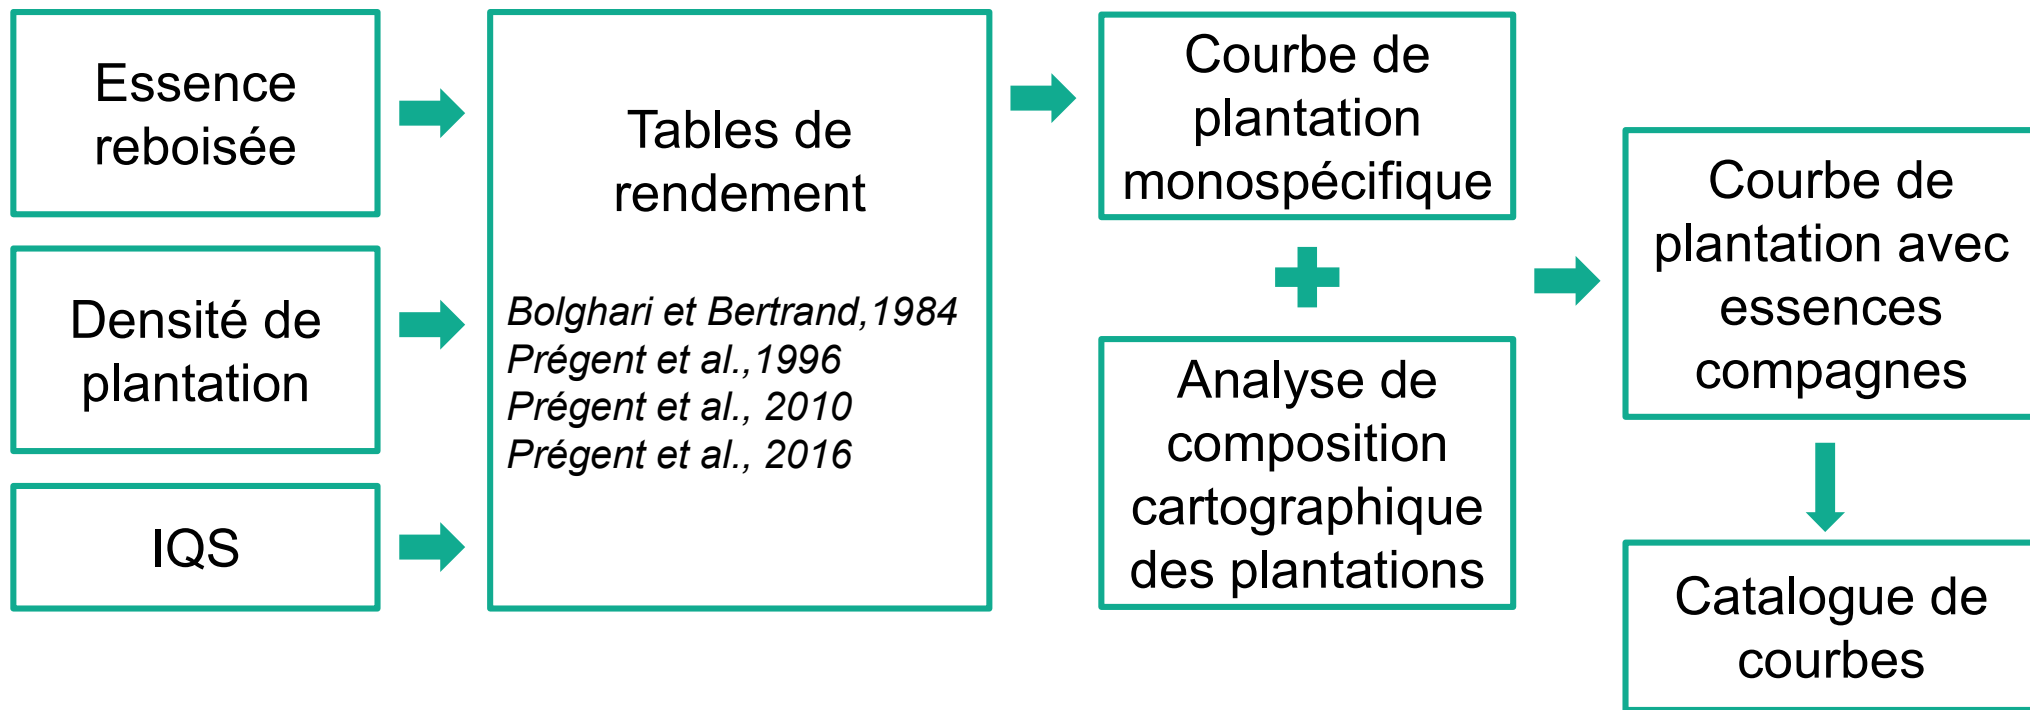 Essence
reboisée
Densité de
plantation
IQS
Tables de
rendement
Bolghari et Bertrand,1984
Prégent et al.,1996
Prégent et al., 2010
Prégent et al., 2016
Courbe de
plantation
monospécifique
Analyse de
composition
cartographique
des plantations
Courbe de
plantation avec
essences
compagnes
Catalogue de
courbes